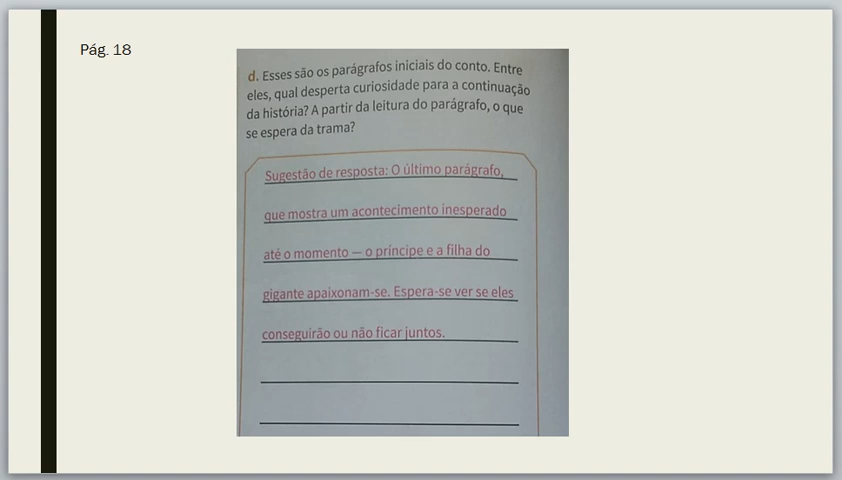 Pág. 18
d. Esses são os parágrafos iniciais do conto. Entre
eles, qual desperta curiosidade para a continuação
da história? A partir da leitura do parágrafo, o que
se espera da trama?
Sugestão de resposta: O último parágrafo,
que mostra um acontecimento inesperado
até o momento — o príncipe e a filha do
gigante apaixonam-se. Espera-se ver se eles
conseguirão ou não ficar juntos.